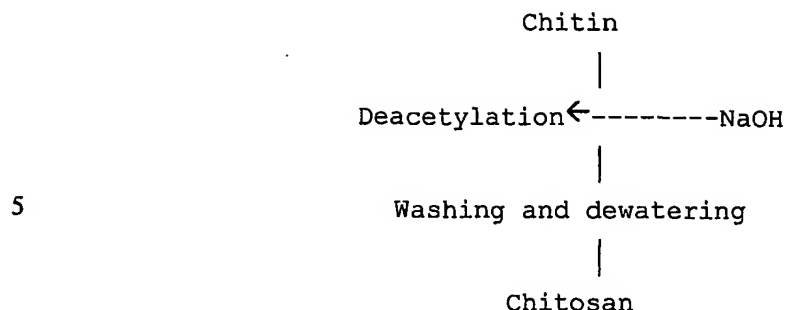 Chitin
|
Deacetylation<---------NaOH
|
5 Washing and dewatering
|
Chitosan